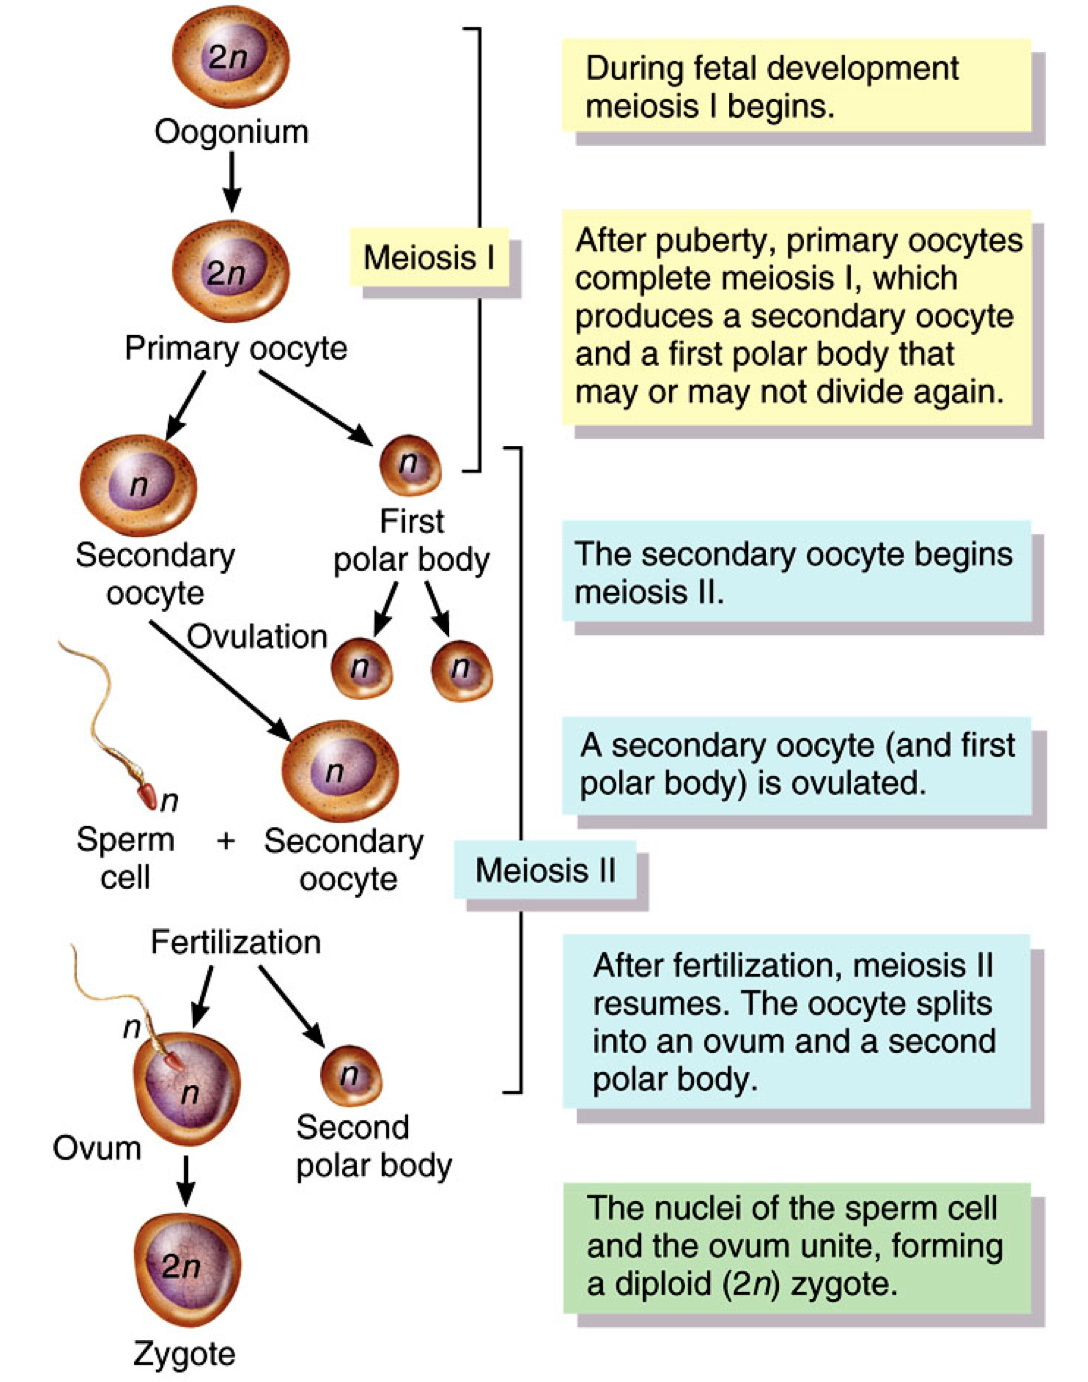 2n
Oogonium
During fetal development
meiosis I begins.
2n
Primary oocyte
Meiosis I
After puberty, primary oocytes
complete meiosis I, which
produces a secondary oocyte
and a first polar body that
may or may not divide again.
n
Secondary
oocyte
n
First
polar body
The secondary oocyte begins
meiosis II.
Ovulation
n
n
n
Sperm
cell
+
n
Secondary
oocyte
A secondary oocyte (and first
polar body) is ovulated.
Meiosis II
Fertilization
n
n
Ovum
n
Second
polar body
After fertilization, meiosis II
resumes. The oocyte splits
into an ovum and a second
polar body.
2n
Zygote
The nuclei of the sperm cell
and the ovum unite, forming
a diploid (2n) zygote.